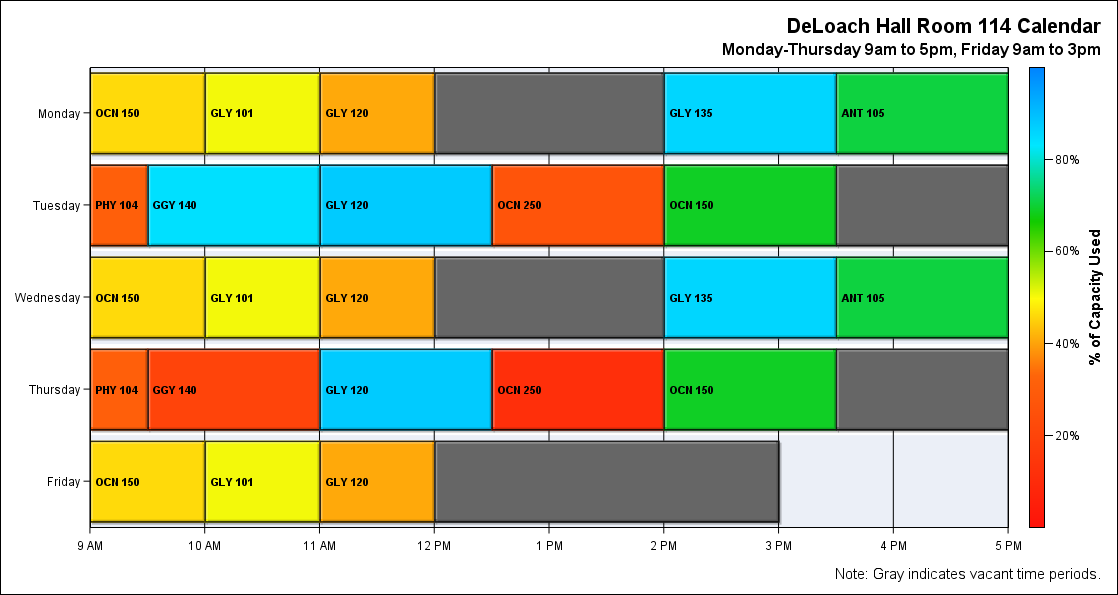 DeLoach Hall Room 114 Calendar
Monday-Thursday 9am to 5pm, Friday 9am to 3pm
Monday
OCN 150
GLY 101
GLY 120
GLY 135
ANT 105
Tuesday
PHY 104
GGY 140
GLY 120
OCN 250
OCN 150
Wednesday
OCN 150
GLY 101
GLY 120
GLY 135
ANT 105
Thursday
PHY 104
GGY 140
GLY 120
OCN 250
OCN 150
Friday
OCN 150
GLY 101
GLY 120
9 AM
10 AM
11 AM
12 PM
1 PM
2 PM
3 PM
4 PM
5 PM
80%
60%
40%
20%
% of Capacity Used
Note: Gray indicates vacant time periods.